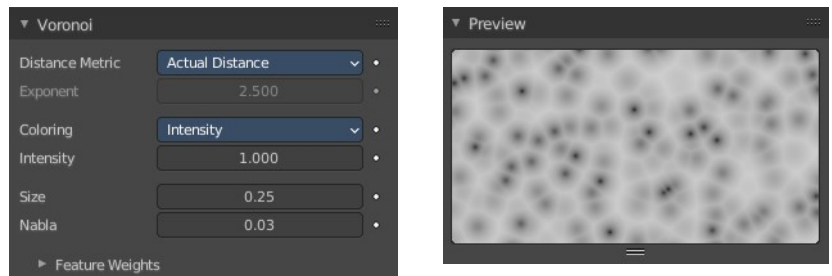 Voronoi
Distance Metric Actual Distance
Exponent 2.500
Coloring Intensity
Intensity 1.000
Size 0.25
Nabla 0.03
Feature Weights
Preview